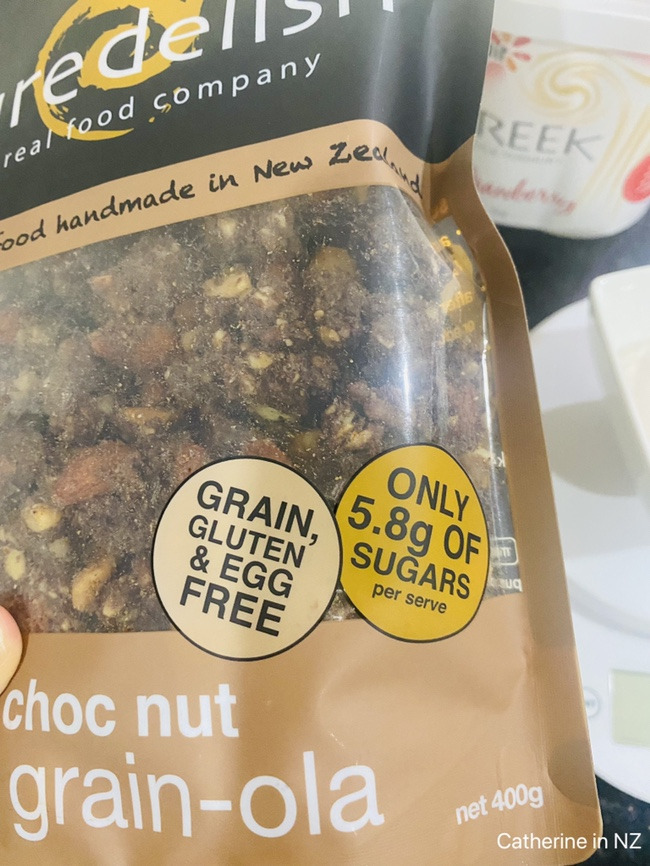 real food company
food handmade in New Zealand
GRAIN,
GLUTEN
& EGG
FREE
ONLY
5.8g OF
SUGARS
per serve
choc nut
grain-ola
net 400g
REEK
Catherine in NZ